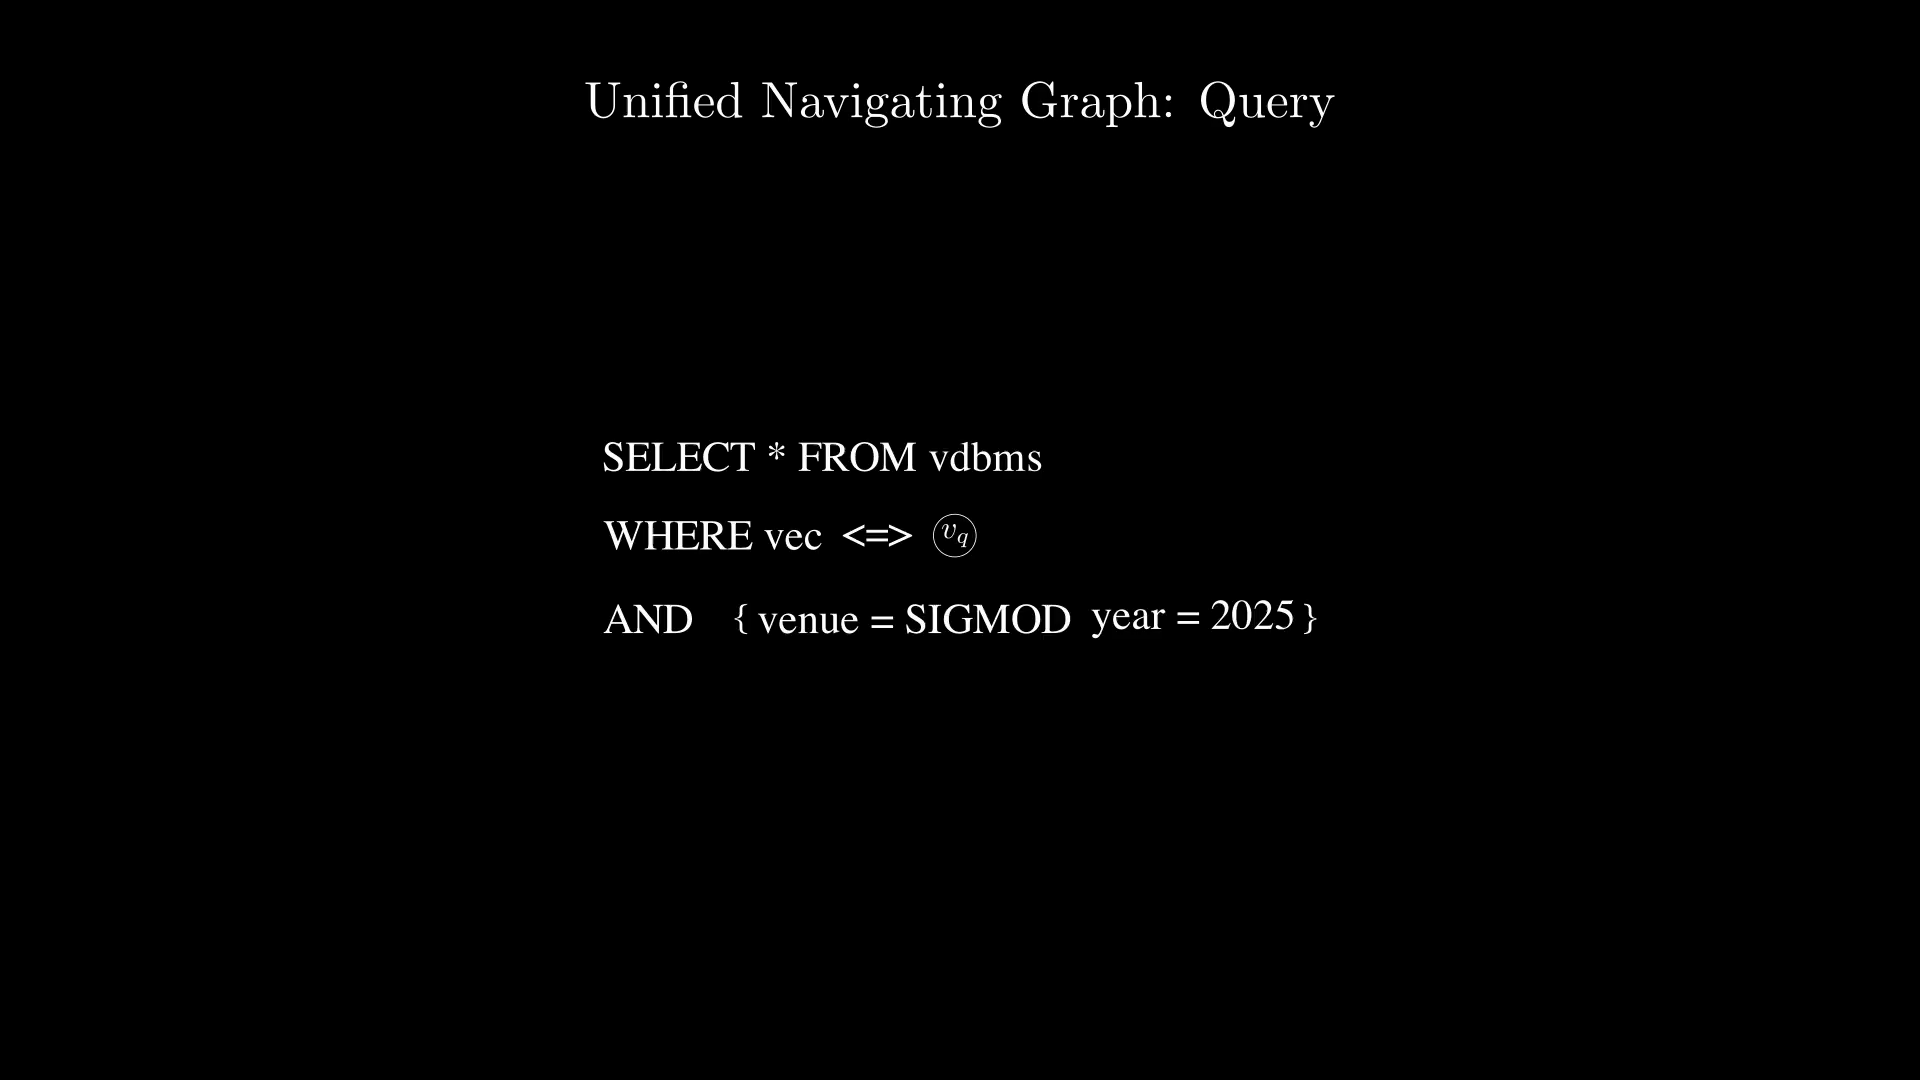 Unified Navigating Graph: Query
SELECT * FROM vdbms
WHERE vec <=> v_q
AND { venue = SIGMOD year = 2025 }